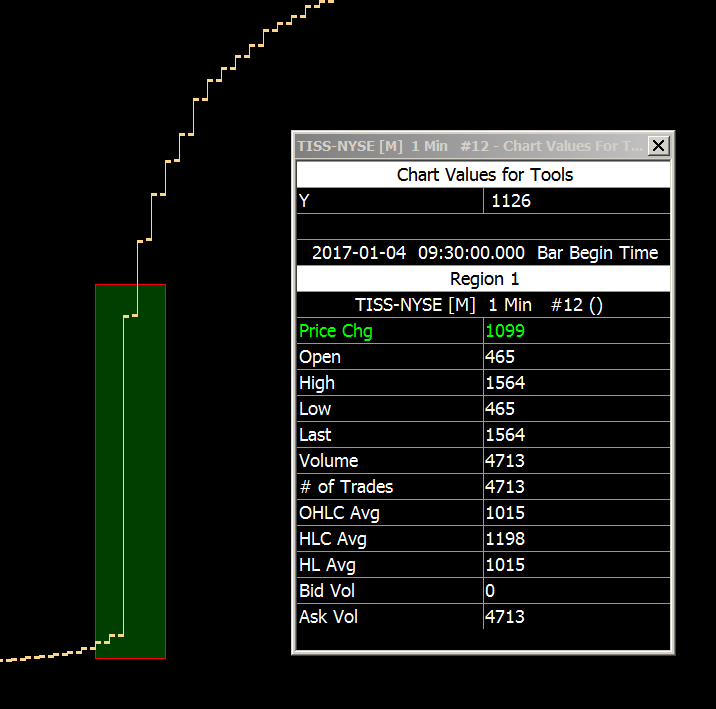 TISS-NYSE [M] 1 Min #12 - Chart Values For T...
Chart Values for Tools
Y 1126
2017-01-04 09:30:00.000 Bar Begin Time
Region 1
TISS-NYSE [M] 1 Min #12 ()
Price Chg 1099
Open 465
High 1564
Low 465
Last 1564
Volume 4713
# of Trades 4713
OHLC Avg 1015
HLC Avg 1198
HL Avg 1015
Bid Vol 0
Ask Vol 4713